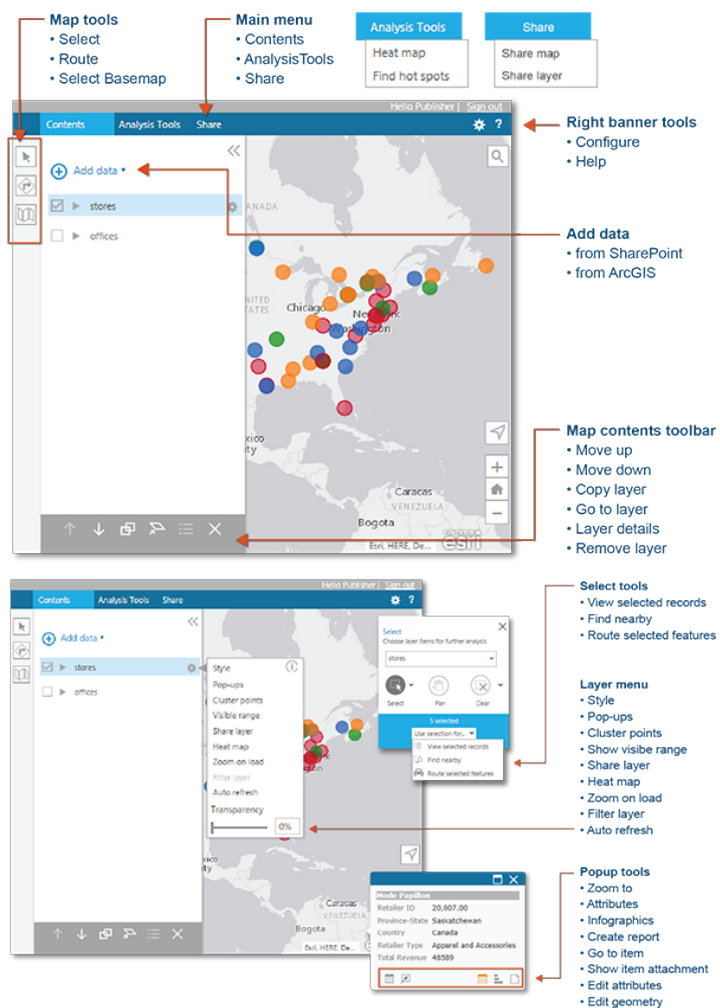 Map tools
• Select
• Route
• Select Basemap
Main menu
• Contents
• AnalysisTools
• Share
Analysis Tools
Heat map
Find hot spots
Share
Share map
Share layer
Hello Publisher | Sign out
Contents Analysis Tools Share ?
Right banner tools
• Configure
• Help
Add data
stores
offices
Add data
• from SharePoint
• from ArcGIS
CANADA
UNITED
STATES
Chicago
New York
Washington
Mexico
City
Caracas
VENEZUELA
Bogota
Esri, HERE, De...
esri
Map contents toolbar
• Move up
• Move down
• Copy layer
• Go to layer
• Layer details
• Remove layer
Hello Publisher | Sign out
Contents Analysis Tools Share ?
Add data
stores
offices
Style
Pop-ups
Cluster points
Visible range
Share layer
Heat map
Zoom on load
Filter layer
Auto refresh
Transparency
0%
Select
Choose layer items for further analysis
stores
Select Pan Clear
5 selected
Use selection for..
View selected records
Find nearby
Route selected features
Caracas
VENEZUELA
Bogota
Esri, HERE, De...
Mode Papillon
Retailer ID 20,007.00
Province-State Saskatchewan
Country Canada
Retailer Type Apparel and Accessories
Total Revenue 48589
Select tools
• View selected records
• Find nearby
• Route selected features
Layer menu
• Style
• Pop-ups
• Cluster points
• Show visibe range
• Share layer
• Heat map
• Zoom on load
• Filter layer
• Auto refresh
Popup tools
• Zoom to
• Attributes
• Infographics
• Create report
• Go to item
• Show item attachment
• Edit attributes
• Edit geometry